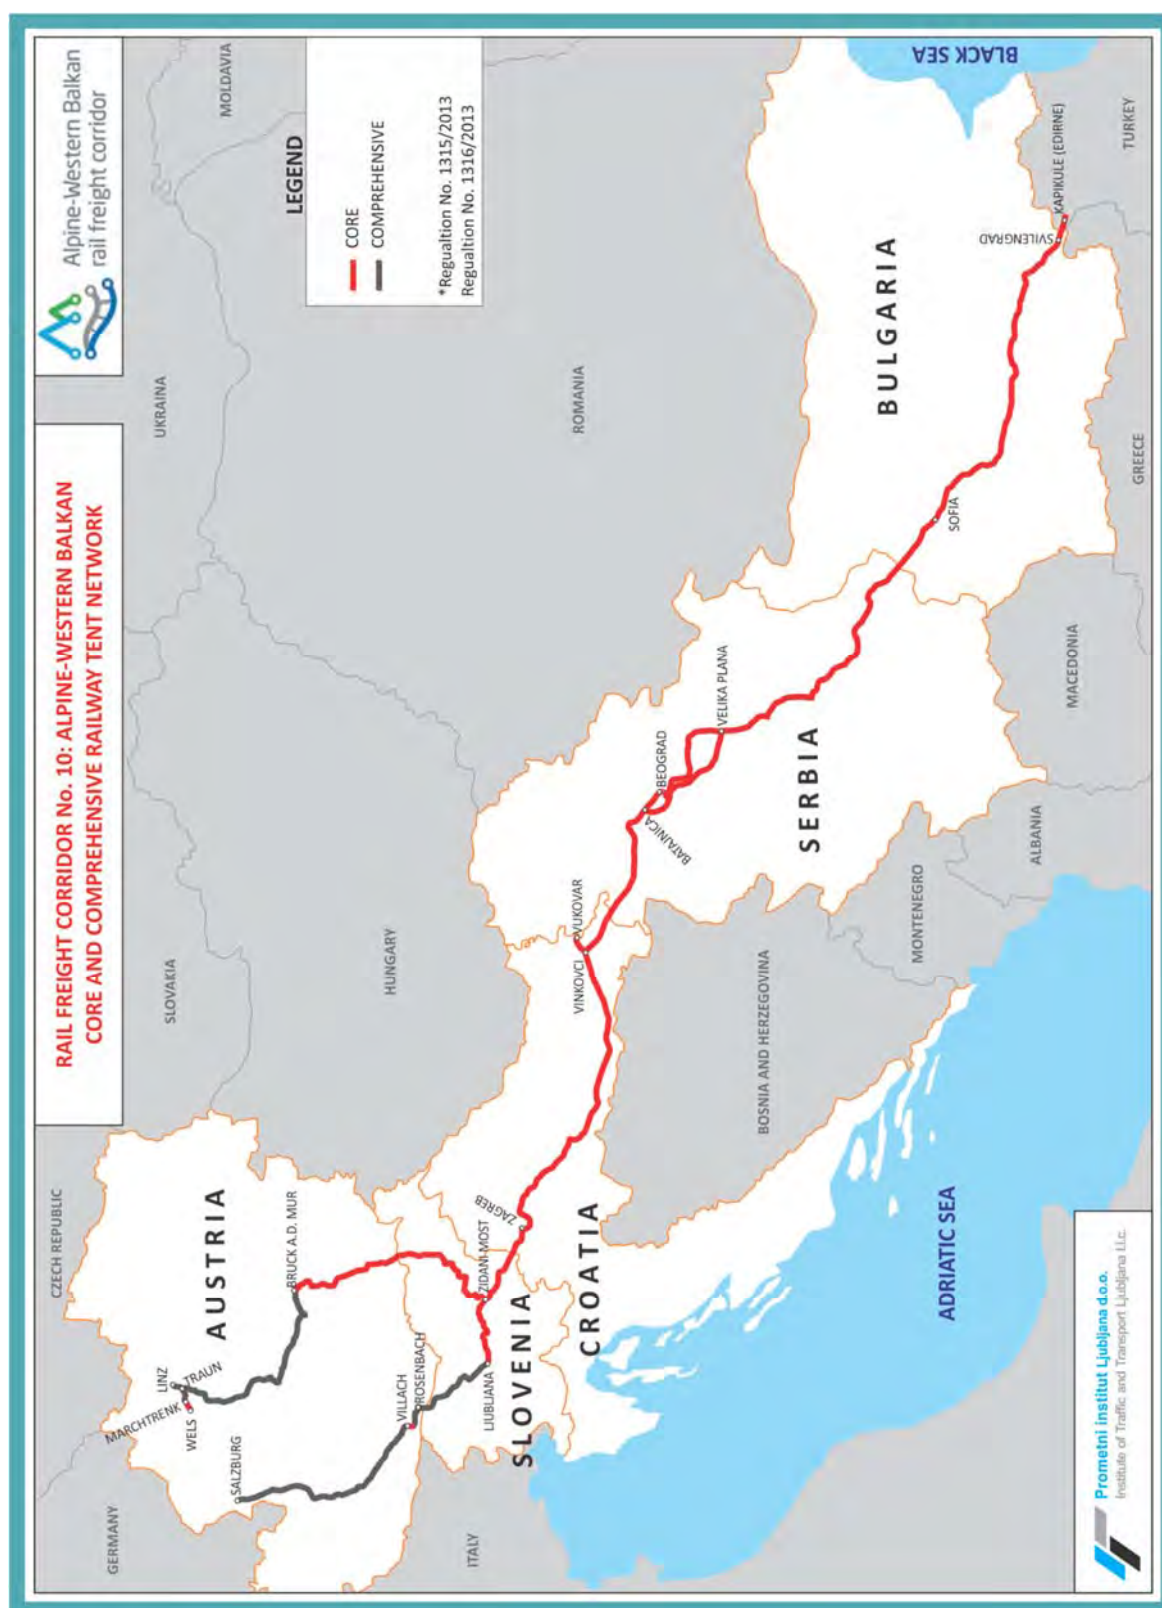 RAIL FREIGHT CORRIDOR No. 10: ALPINE-WESTERN BALKAN
CORE AND COMPREHENSIVE RAILWAY TENT NETWORK
Alpine-Western Balkan
rail freight corridor
LEGEND
CORE
COMPREHENSIVE
*Regualtion No. 1315/2013
Regualtion No. 1316/2013
GERMANY
CZECH REPUBLIC
SLOVAKIA
UKRAINA
MOLDAVIA
LINZ
TRAUN
MARCHTRENK
WELS
SALZBURG
AUSTRIA
BRUCK A.D. MUR
HUNGARY
ROMANIA
VILLACH
ROSENBACH
ITALY
LJUBLJANA
ZIDANI MOST
SLOVENIA
ZAGREB
CROATIA
VINKOVCI
VUKOVAR
BATAJNICA
BEOGRAD
VELIKA PLANA
SERBIA
BOSNIA AND HERZEGOVINA
MONTENEGRO
ALBANIA
MACEDONIA
BULGARIA
SOFIA
SVILENGRAD
KAPIKULE (EDIRNE)
BLACK SEA
TURKEY
GREECE
ADRIATIC SEA
Prometni institut Ljubljana d.o.o.
Institute of Traffic and Transport Ljubljana l.l.c.